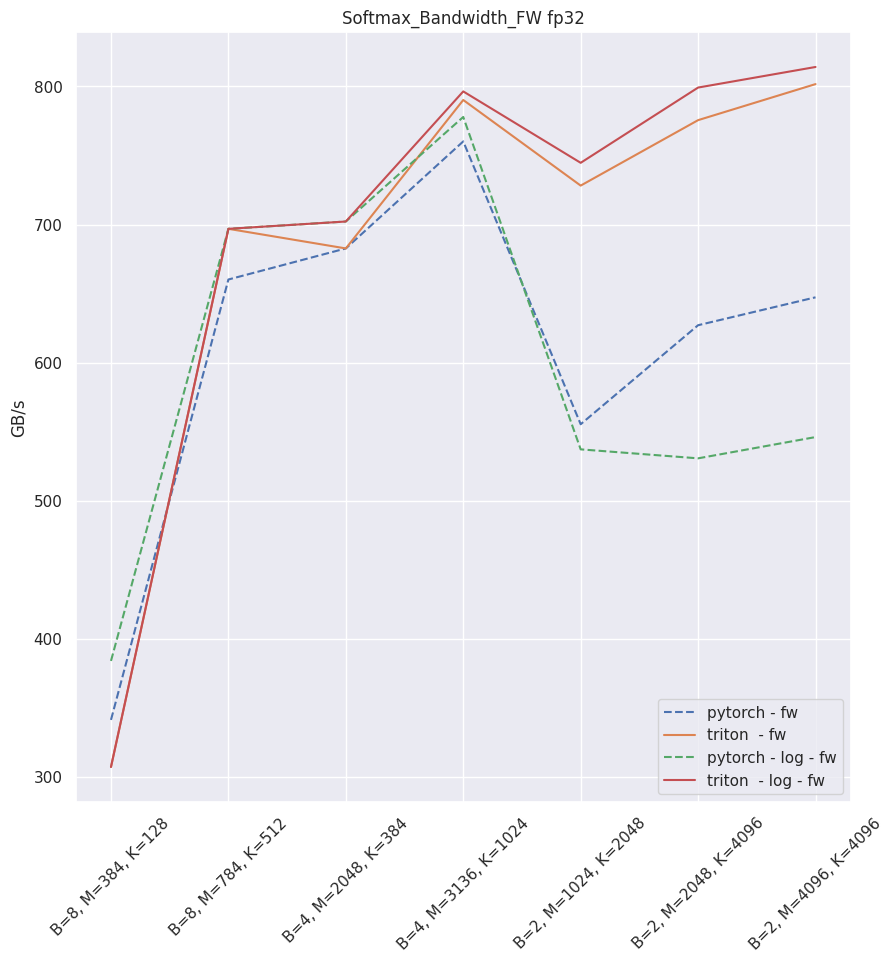 Softmax_Bandwidth_FW fp32
GB/s
800
700
600
500
400
300
B=8, M=384, K=128
B=8, M=784, K=512
B=4, M=2048, K=384
B=4, M=3136, K=1024
B=2, M=1024, K=2048
B=2, M=2048, K=4096
B=2, M=4096, K=4096
pytorch - fw
triton  - fw
pytorch - log - fw
triton  - log - fw